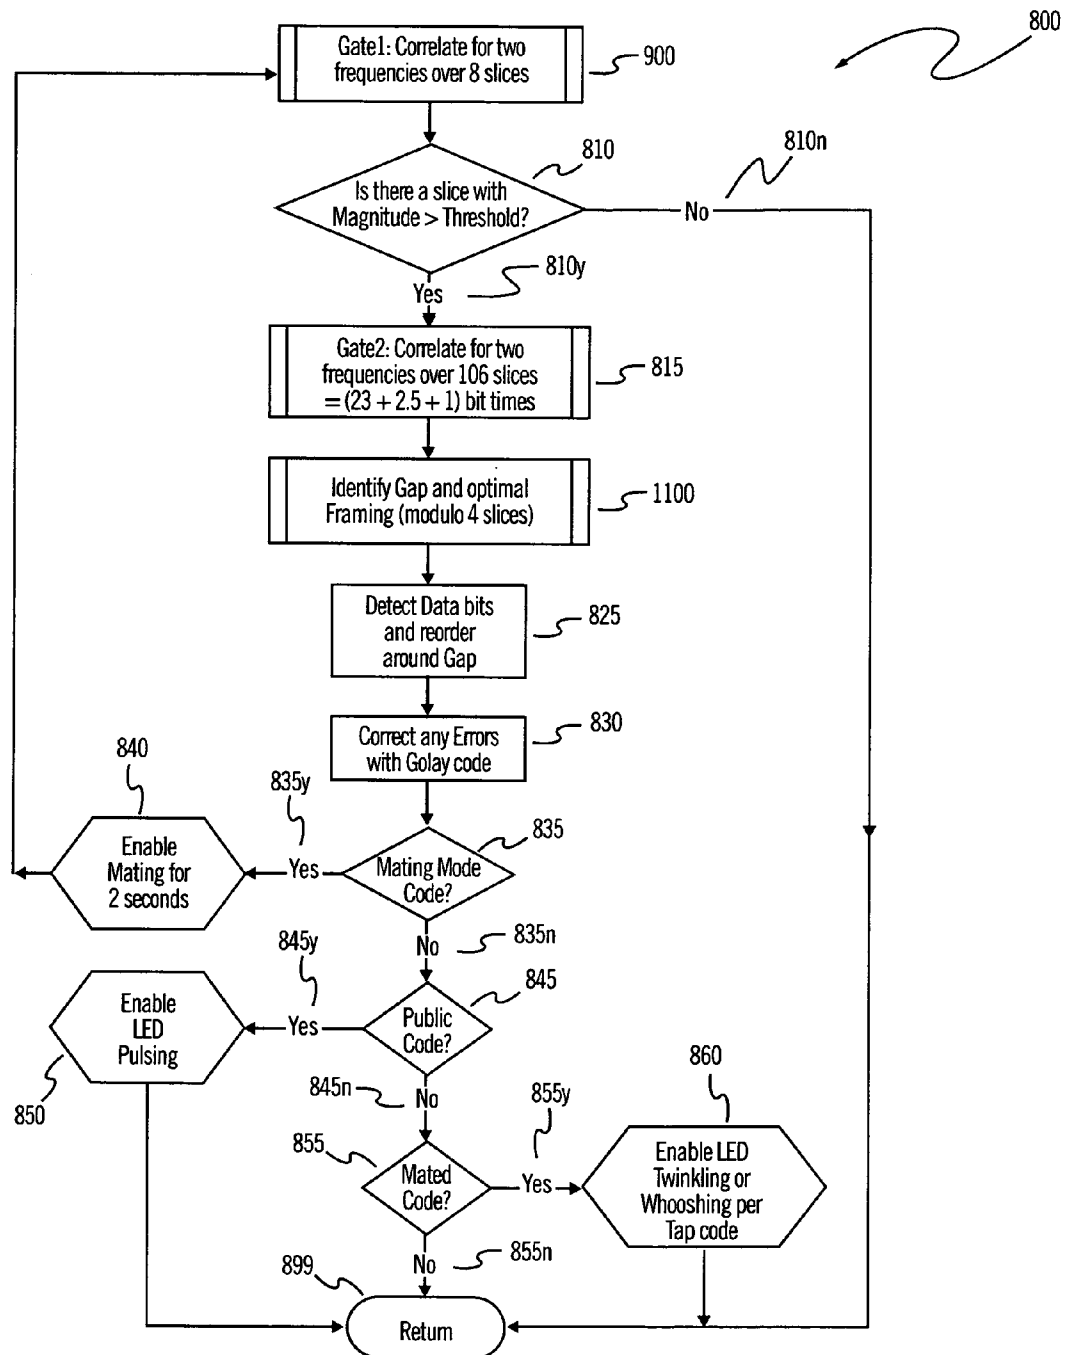 800
Gate1: Correlate for two
frequencies over 8 slices
900
810
810n
Is there a slice with
Magnitude > Threshold?
No
810y
Yes
Gate2: Correlate for two
frequencies over 106 slices
= (23 + 2.5 + 1) bit times
815
Identify Gap and optimal
Framing (modulo 4 slices)
1100
Detect Data bits
and reorder
around Gap
825
Correct any Errors
with Golay code
830
840
835y
835
Enable
Mating for
2 seconds
Yes
Mating Mode
Code?
No
835n
845y
845
Enable
LED
Pulsing
Yes
Public
Code?
850
845n
No
855y
860
855
Mated
Code?
Yes
Enable LED
Twinkling or
Whooshing per
Tap code
No
855n
899
Return